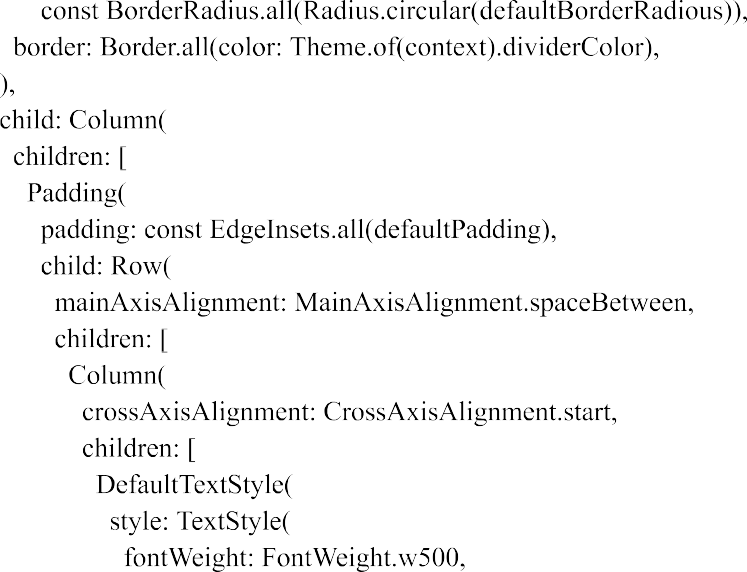 const BorderRadius.all(Radius.circular(defaultBorderRadious)),
border: Border.all(color: Theme.of(context).dividerColor),
),
child: Column(
children: [
Padding(
padding: const EdgeInsets.all(defaultPadding),
child: Row(
mainAxisAlignment: MainAxisAlignment.spaceBetween,
children: [
Column(
crossAxisAlignment: CrossAxisAlignment.start,
children: [
DefaultTextStyle(
style: TextStyle(
fontWeight: FontWeight.w500,